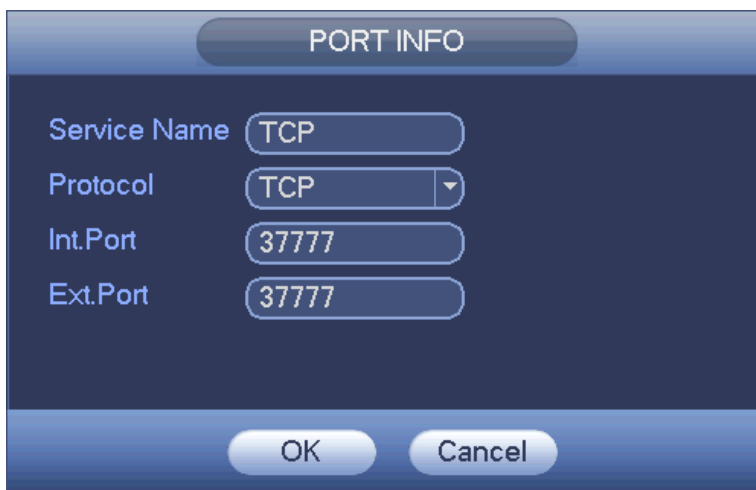 PORT INFO
Service Name TCP
Protocol TCP
Int.Port 37777
Ext.Port 37777
OK Cancel